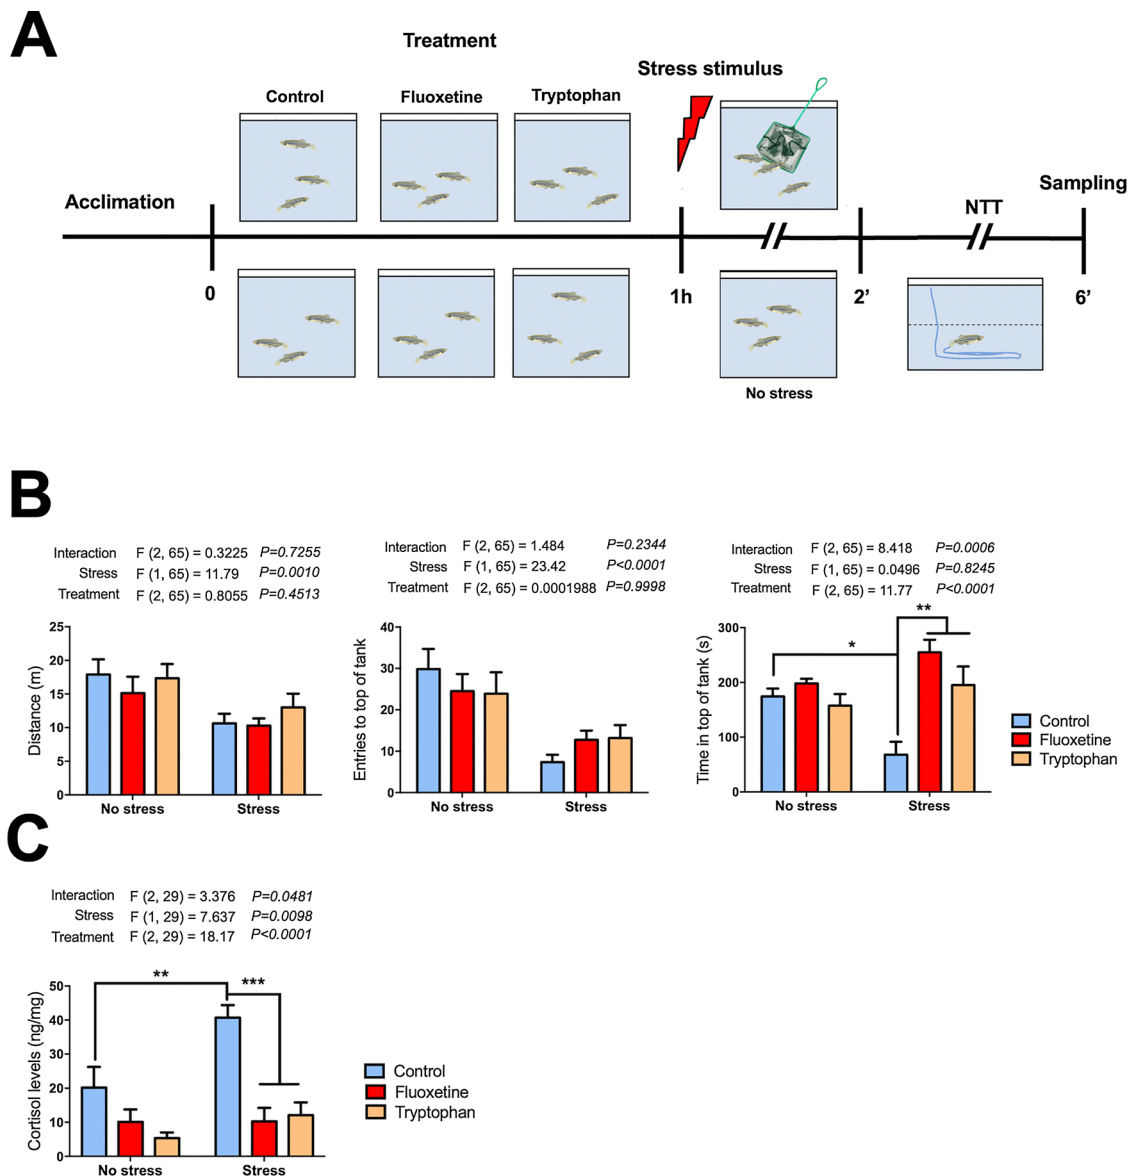 A
Treatment
Stress stimulus
Control Fluoxetine Tryptophan
Acclimation
Sampling
NTT
0 1h 2' 6'
No stress
B
Interaction F (2, 65) = 0.3225 P=0.7255
Stress F (1, 65) = 11.79 P=0.0010
Treatment F (2, 65) = 0.8055 P=0.4513
Distance (m)
25
20
15
10
5
0
No stress Stress
Interaction F (2, 65) = 1.484 P=0.2344
Stress F (1, 65) = 23.42 P<0.0001
Treatment F (2, 65) = 0.0001988 P=0.9998
Entries to top of tank
40
30
20
10
0
No stress Stress
Interaction F (2, 65) = 8.418 P=0.0006
Stress F (1, 65) = 0.0496 P=0.8245
Treatment F (2, 65) = 11.77 P<0.0001
Time in top of tank (s)
300
200
100
0
* **
No stress Stress
Control
Fluoxetine
Tryptophan
C
Interaction F (2, 29) = 3.376 P=0.0481
Stress F (1, 29) = 7.637 P=0.0098
Treatment F (2, 29) = 18.17 P<0.0001
Cortisol levels (ng/mg)
50
40
30
20
10
0
** ***
No stress Stress
Control
Fluoxetine
Tryptophan